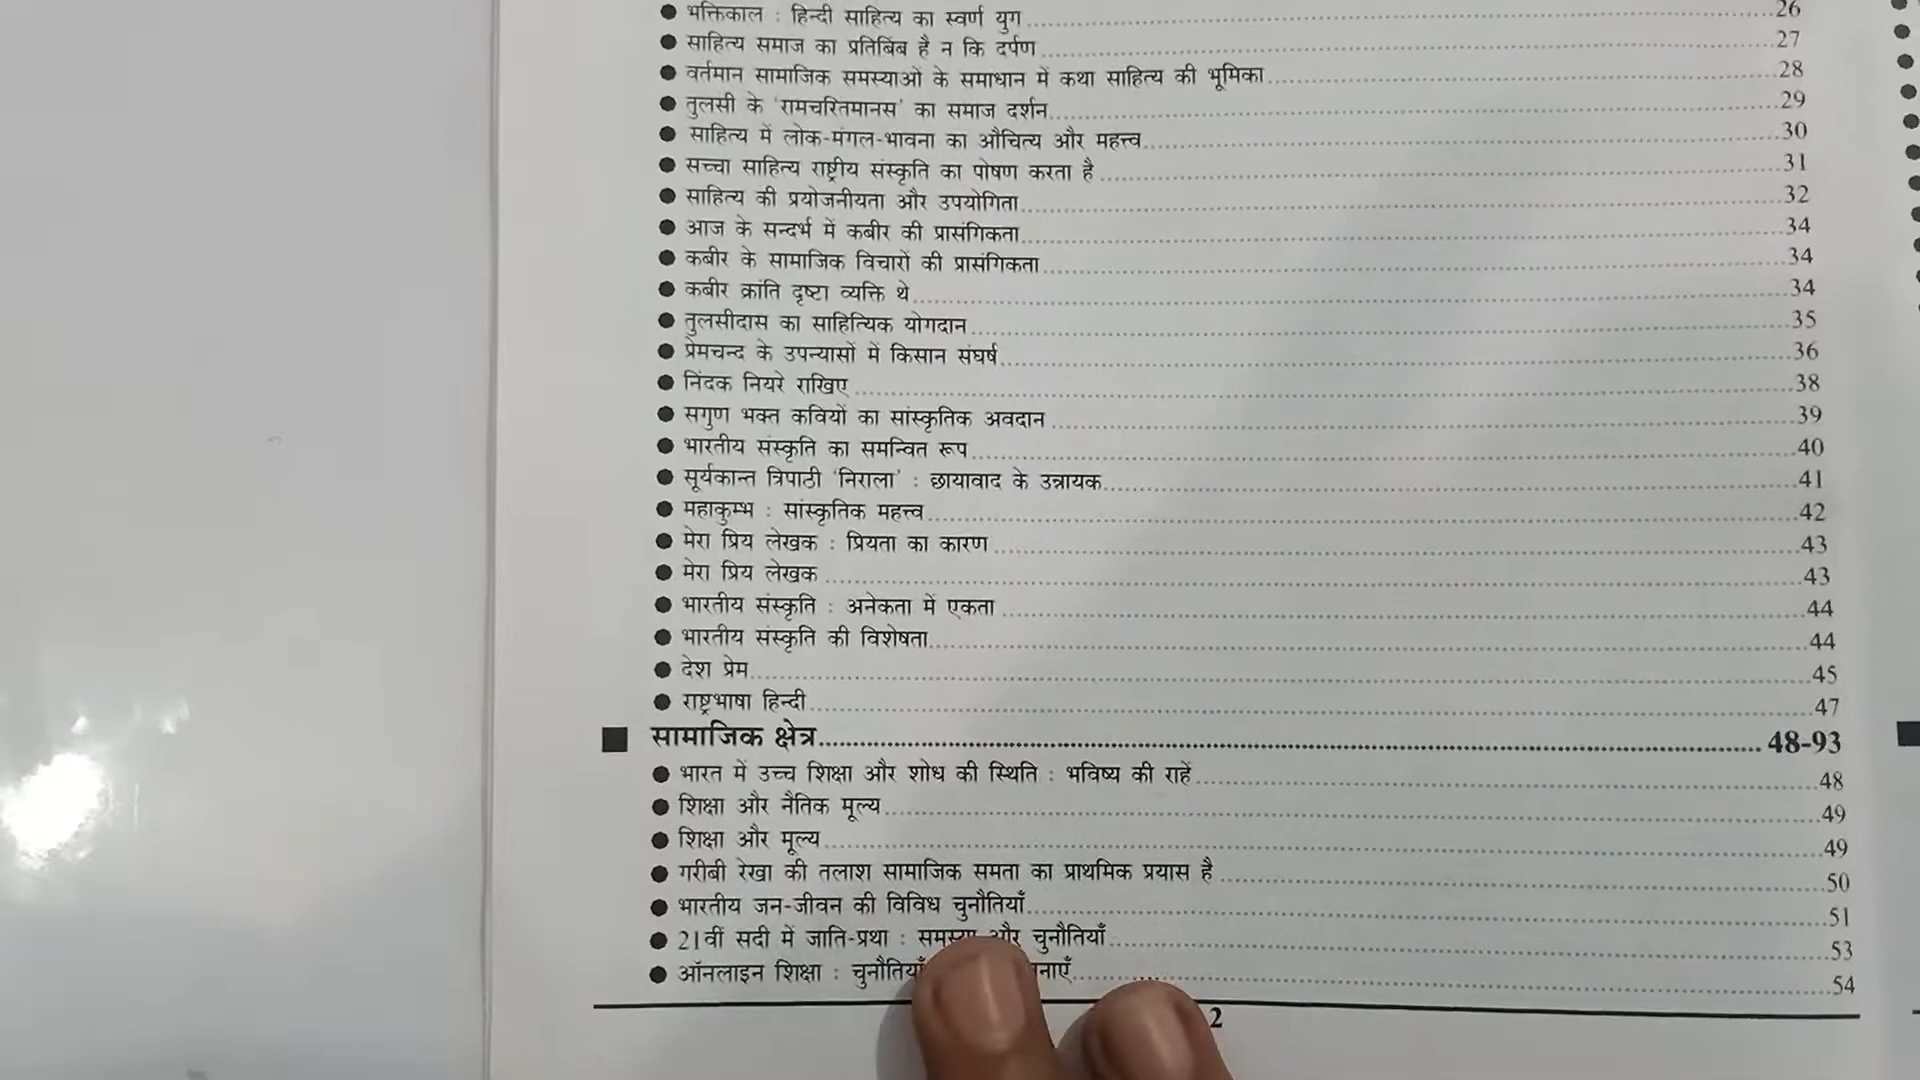 ● भक्तिकाल : हिन्दी साहित्य का स्वर्ण युग ........ 26
● साहित्य समाज का प्रतिबिंब है न कि दर्पण ........ 27
● वर्तमान सामाजिक समस्याओं के समाधान में कथा साहित्य की भूमिका ........ 28
● तुलसी के 'रामचरितमानस' का समाज दर्शन ........ 29
● साहित्य में लोक-मंगल-भावना का औचित्य और महत्त्व ........ 30
● सच्चा साहित्य राष्ट्रीय संस्कृति का पोषण करता है ........ 31
● साहित्य की प्रयोजनीयता और उपयोगिता ........ 32
● आज के सन्दर्भ में कबीर की प्रासंगिकता ........ 34
● कबीर के सामाजिक विचारों की प्रासंगिकता ........ 34
● कबीर क्रांति दृष्टा व्यक्ति थे ........ 34
● तुलसीदास का साहित्यिक योगदान ........ 35
● प्रेमचन्द के उपन्यासों में किसान संघर्ष ........ 36
● निंदक नियरे राखिए ........ 38
● सगुण भक्त कवियों का सांस्कृतिक अवदान ........ 39
● भारतीय संस्कृति का समन्वित रूप ........ 40
● सूर्यकान्त त्रिपाठी 'निराला' : छायावाद के उन्नायक ........ 41
● महाकुम्भ : सांस्कृतिक महत्त्व ........ 42
● मेरा प्रिय लेखक : प्रियता का कारण ........ 43
● मेरा प्रिय लेखक ........ 43
● भारतीय संस्कृति : अनेकता में एकता ........ 44
● भारतीय संस्कृति की विशेषता ........ 44
● देश प्रेम ........ 45
● राष्ट्रभाषा हिन्दी ........ 47
■ सामाजिक क्षेत्र ........ 48-93
● भारत में उच्च शिक्षा और शोध की स्थिति : भविष्य की राहें ........ 48
● शिक्षा और नैतिक मूल्य ........ 49
● शिक्षा और मूल्य ........ 49
● गरीबी रेखा की तलाश सामाजिक समता का प्राथमिक प्रयास है ........ 50
● भारतीय जन-जीवन की विविध चुनौतियाँ ........ 51
● 21वीं सदी में जाति-प्रथा : समस्या और चुनौतियाँ ........ 53
● ऑनलाइन शिक्षा : चुनौतियाँ ........ 54
2